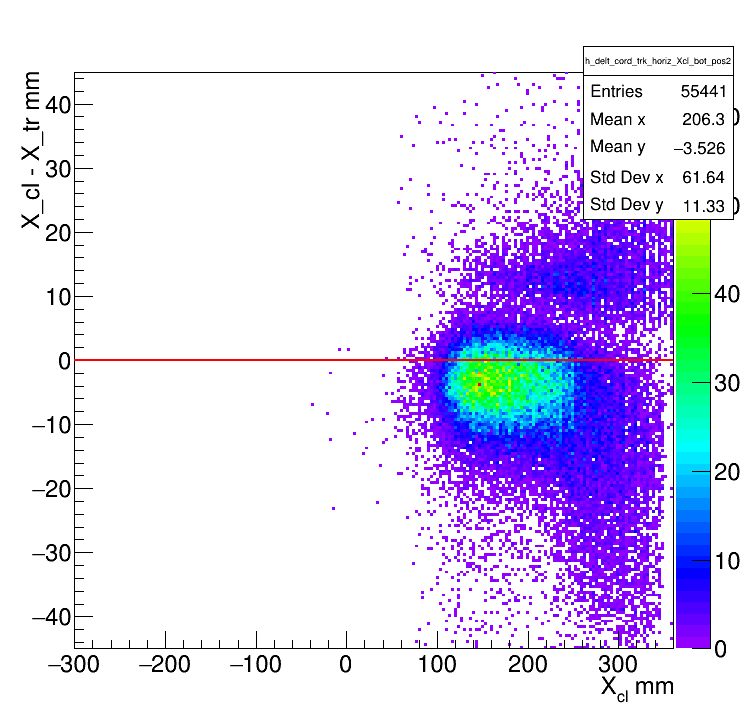 h_delt_cord_trk_horiz_Xcl_bot_pos2
Entries 55441
Mean x 206.3
Mean y −3.526
Std Dev x 61.64
Std Dev y 11.33
X_cl - X_tr mm
40
30
20
10
0
−10
−20
−30
−40
−300 −200 −100 0 100 200 300
X_cl mm
40
30
20
10
0